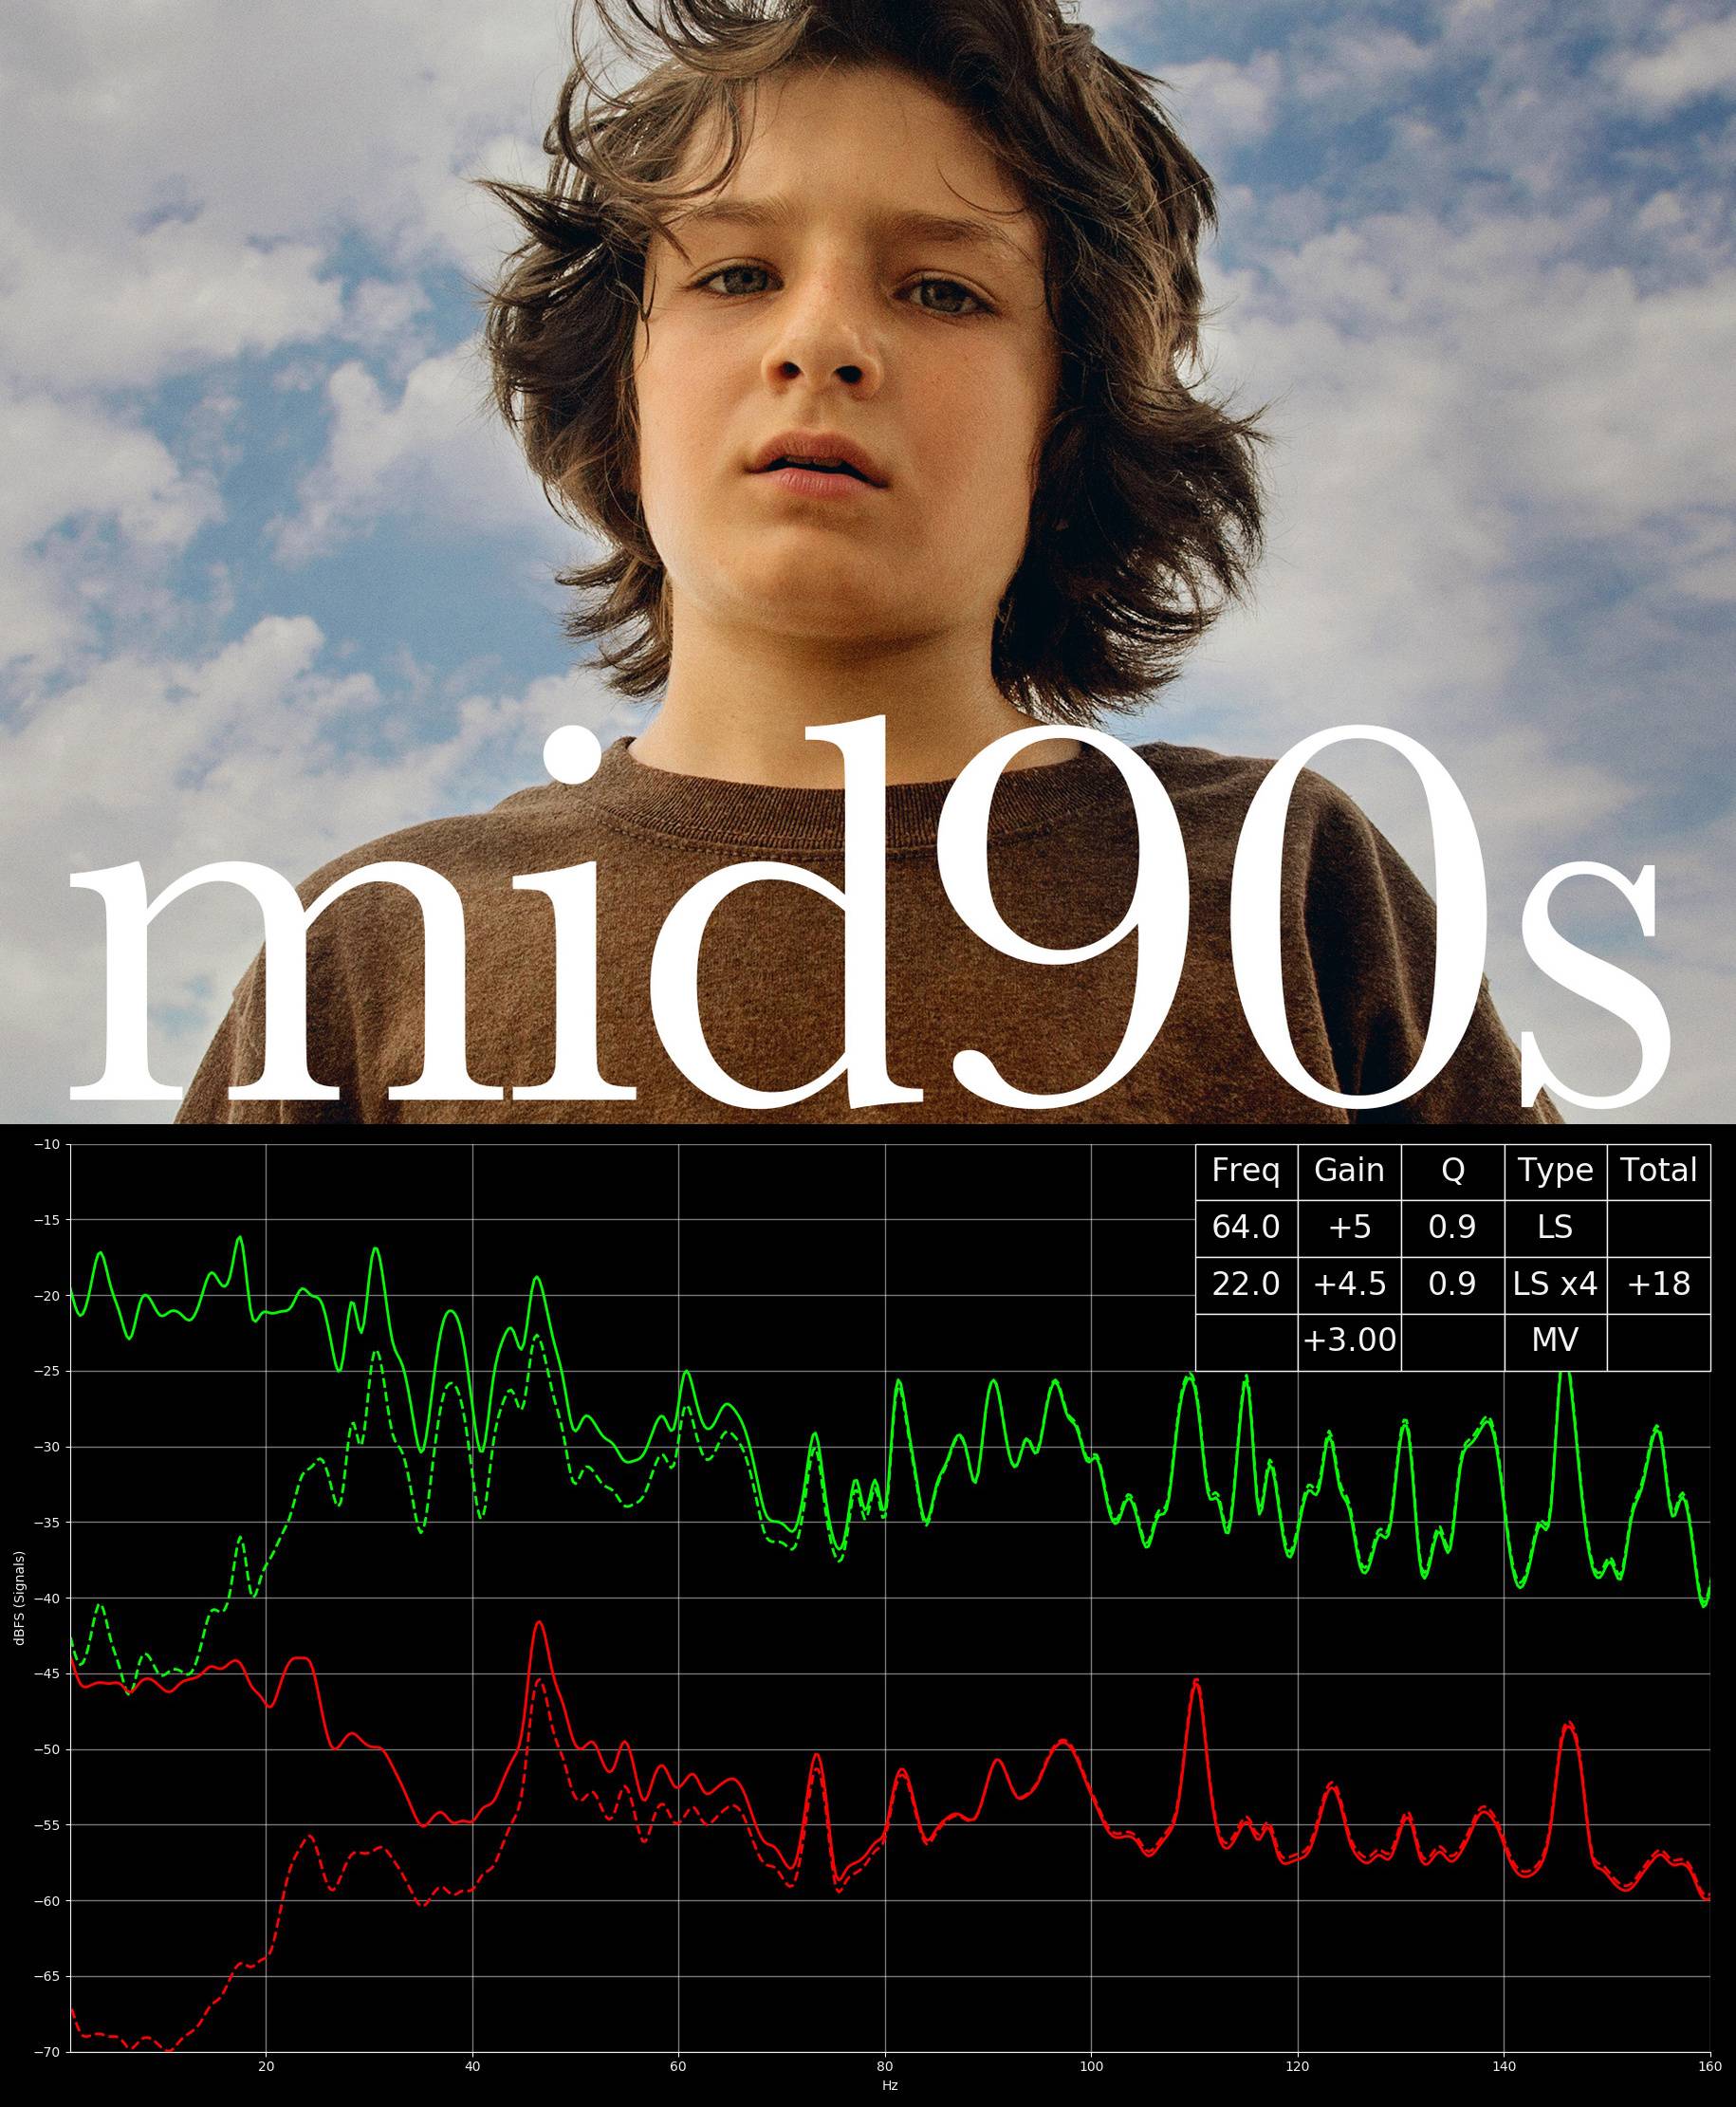 mid90s
Freq Gain Q Type Total
64.0 +5 0.9 LS
22.0 +4.5 0.9 LS x4 +18
+3.00 MV
−10
−15
−20
−25
−30
−35
−40
−45
−50
−55
−60
−65
−70
dBFS (Signals)
20 40 60 80 100 120 140 160
Hz